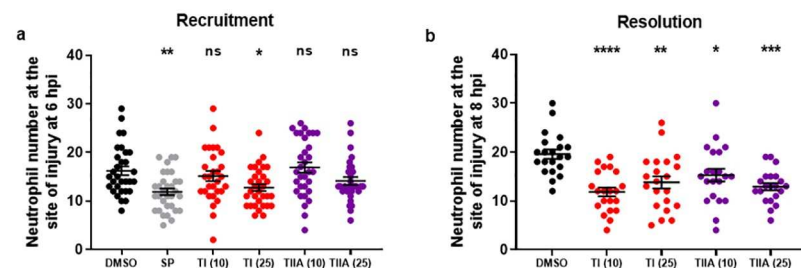 Recruitment
a
** ns * ns ns
Neutrophil number at the
site of injury at 6 hpi
40
30
20
10
0
DMSO SP TI (10) TI (25) TIIA (10) TIIA (25)
Resolution
b
**** ** * ***
Neutrophil number at the
site of injury at 8 hpi
40
30
20
10
0
DMSO TI (10) TI (25) TIIA (10) TIIA (25)